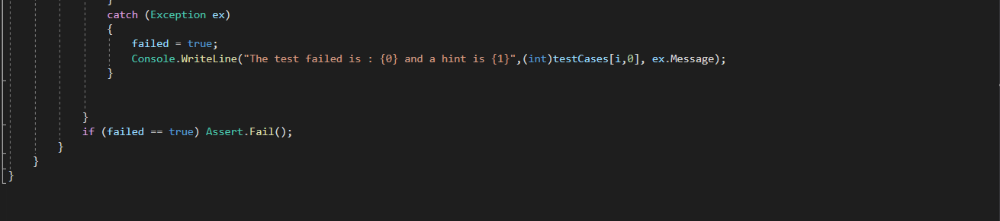 }
catch (Exception ex)
{
failed = true;
Console.WriteLine("The test failed is : {0} and a hint is {1}",(int)testCases[i,0], ex.Message);
}
}
if (failed == true) Assert.Fail();
}
}
}